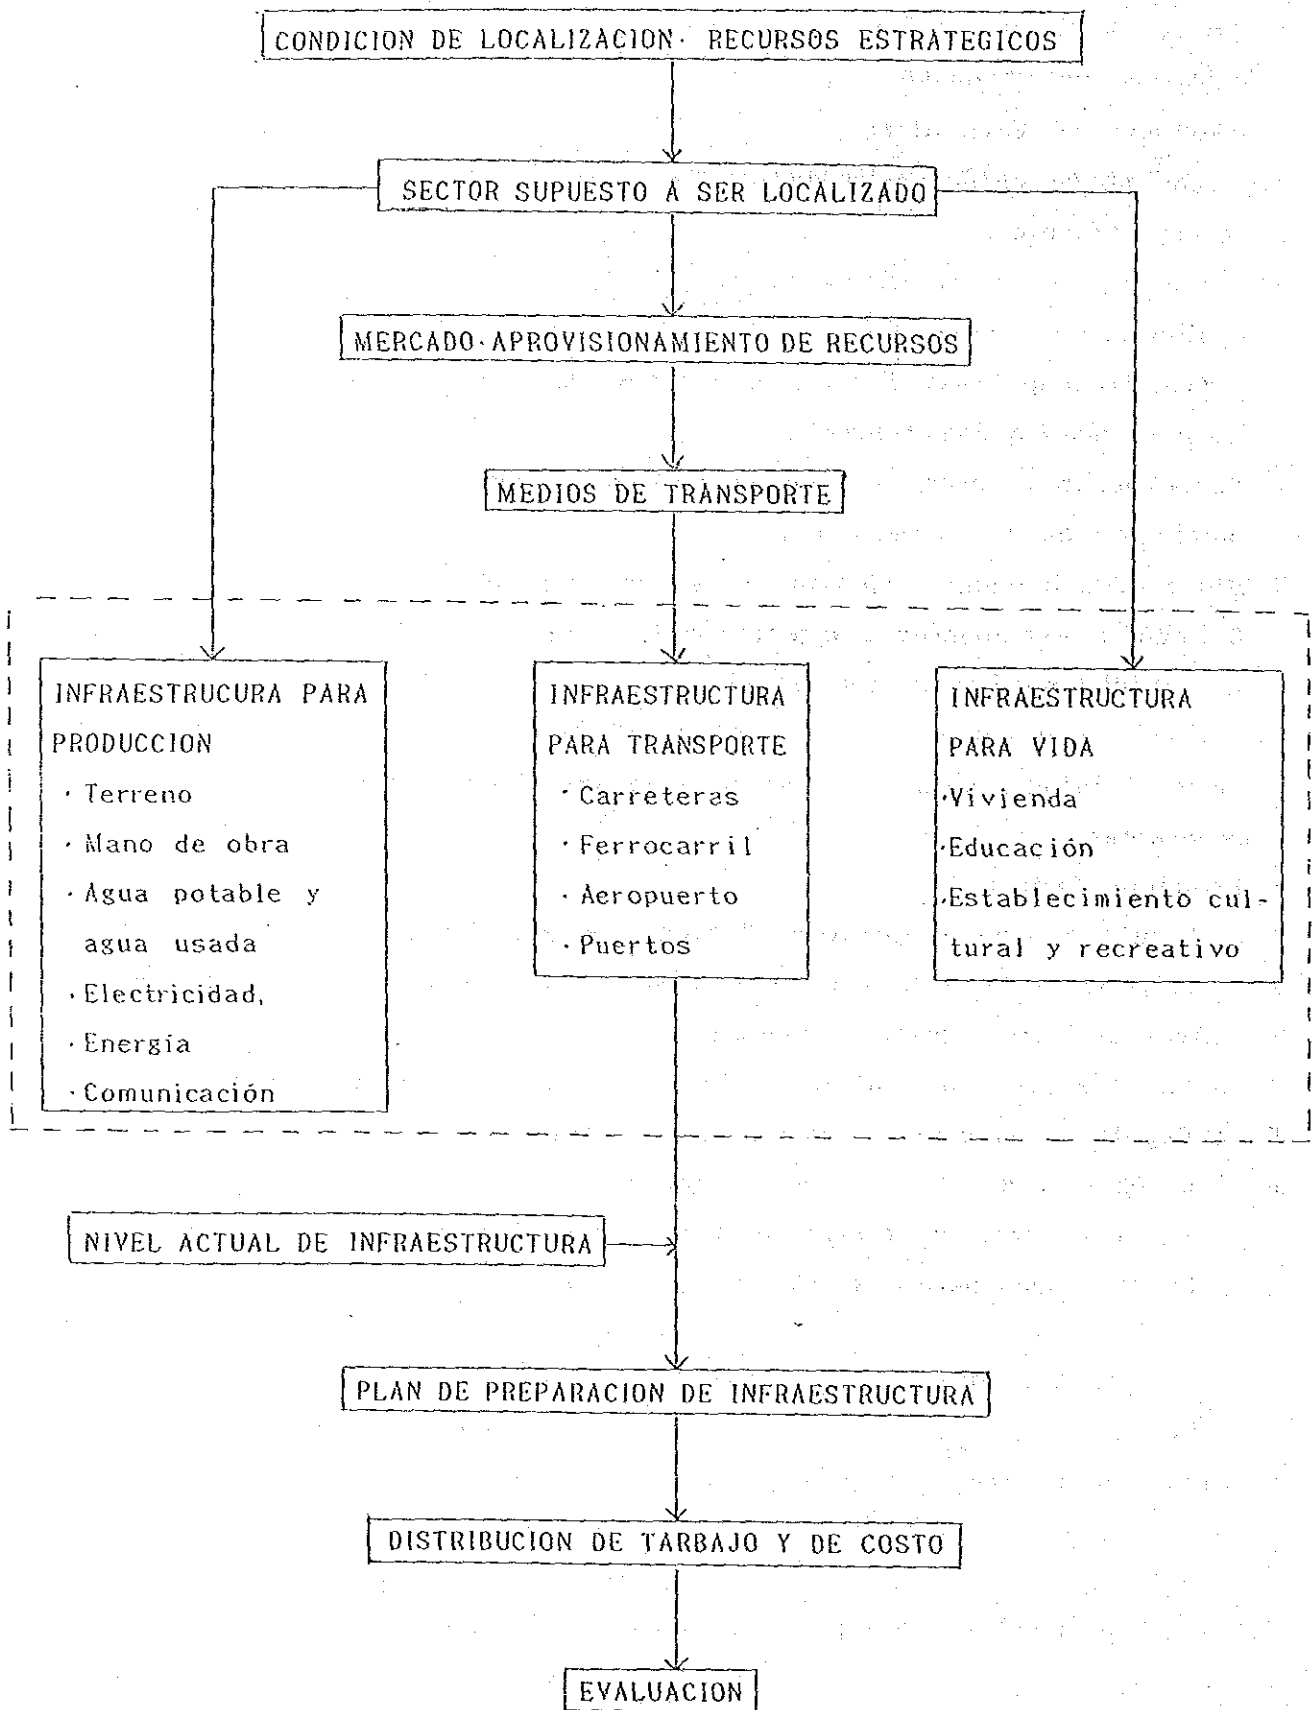 CONDICION DE LOCALIZACION· RECURSOS ESTRATEGICOS
SECTOR SUPUESTO A SER LOCALIZADO
MERCADO·APROVISIONAMIENTO DE RECURSOS
MEDIOS DE TRANSPORTE
INFRAESTRUCURA PARA
PRODUCCION
· Terreno
· Mano de obra
· Agua potable y
agua usada
· Electricidad,
· Energía
· Comunicación
INFRAESTRUCTURA
PARA TRANSPORTE
· Carreteras
· Ferrocarril
· Aeropuerto
· Puertos
INFRAESTRUCTURA
PARA VIDA
·Vivienda
·Educación
·Establecimiento cul-
tural y recreativo
NIVEL ACTUAL DE INFRAESTRUCTURA
PLAN DE PREPARACION DE INFRAESTRUCTURA
DISTRIBUCION DE TARBAJO Y DE COSTO
EVALUACION